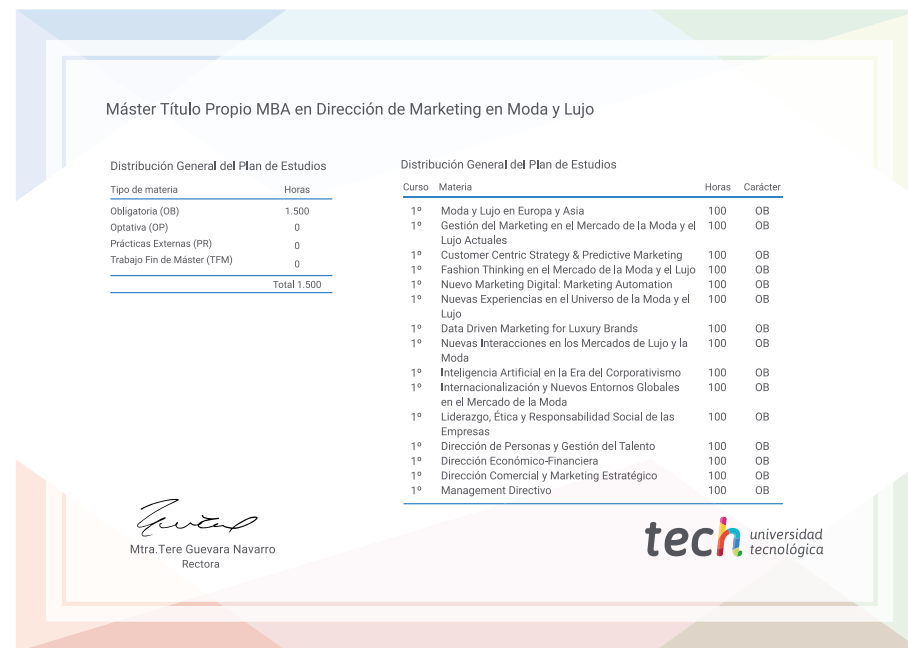 Máster Título Propio MBA en Dirección de Marketing en Moda y Lujo
Distribución General del Plan de Estudios
Tipo de materia Horas
Obligatoria (OB) 1.500
Optativa (OP) 0
Prácticas Externas (PR) 0
Trabajo Fin de Máster (TFM) 0
Total 1.500
Distribución General del Plan de Estudios
Curso Materia Horas Carácter
1º Moda y Lujo en Europa y Asia 100 OB
1º Gestión del Marketing en el Mercado de la Moda y el 100 OB
Lujo Actuales
1º Customer Centric Strategy & Predictive Marketing 100 OB
1º Fashion Thinking en el Mercado de la Moda y el Lujo 100 OB
1º Nuevo Marketing Digital: Marketing Automation 100 OB
1º Nuevas Experiencias en el Universo de la Moda y el 100 OB
Lujo
1º Data Driven Marketing for Luxury Brands 100 OB
1º Nuevas Interacciones en los Mercados de Lujo y la 100 OB
Moda
1º Inteligencia Artificial en la Era del Corporativismo 100 OB
1º Internacionalización y Nuevos Entornos Globales 100 OB
en el Mercado de la Moda
1º Liderazgo, Ética y Responsabilidad Social de las 100 OB
Empresas
1º Dirección de Personas y Gestión del Talento 100 OB
1º Dirección Económico-Financiera 100 OB
1º Dirección Comercial y Marketing Estratégico 100 OB
1º Management Directivo 100 OB
Mtra.Tere Guevara Navarro
Rectora
tech universidad
tecnológica